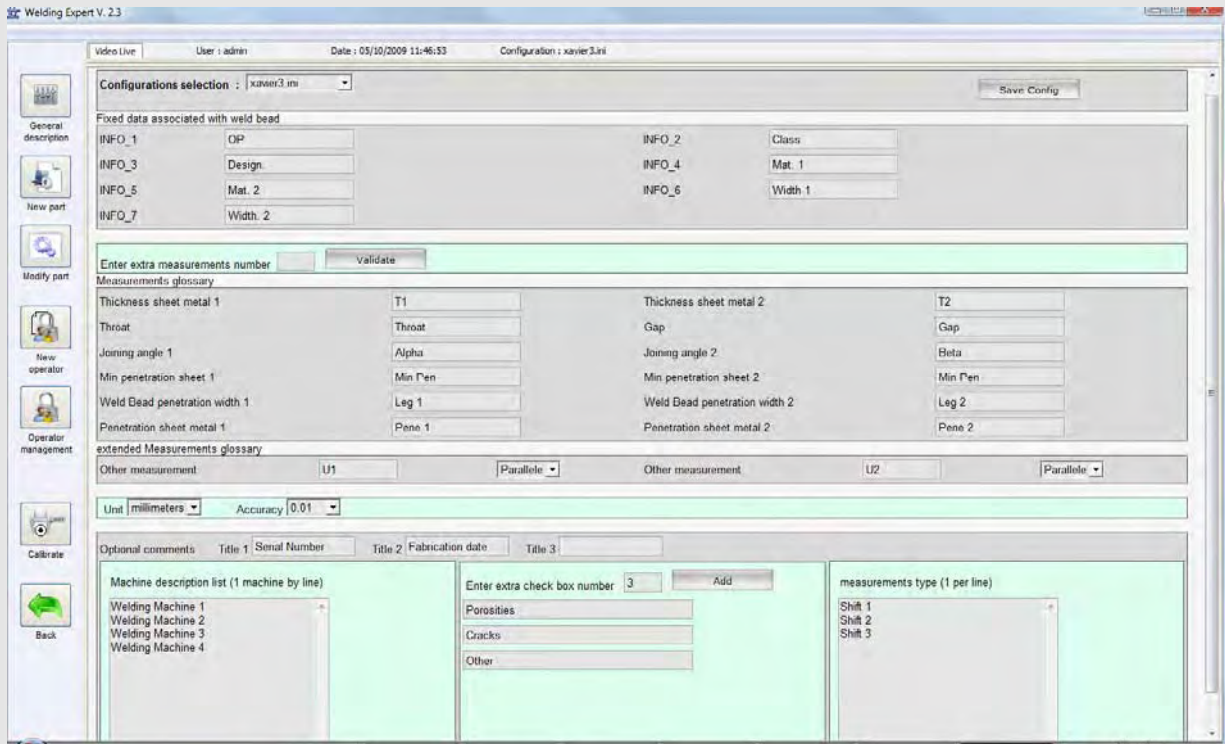 Welding Expert V. 2.3
Video Live User : admin Date : 05/10/2009 11:46:53 Configuration : xavier3.ini
Configurations selection : xavier3.ini Save Config
Fixed data associated with weld bead
INFO_1 OP INFO_2 Class
INFO_3 Design. INFO_4 Mat. 1
INFO_5 Mat. 2 INFO_6 Width 1
INFO_7 Width. 2
Enter extra measurements number Validate
Measurements glossary
Thickness sheet metal 1 T1 Thickness sheet metal 2 T2
Throat Throat Gap Gap
Joining angle 1 Alpha Joining angle 2 Beta
Min penetration sheet 1 Min Pen Min penetration sheet 2 Min Pen
Weld Bead penetration width 1 Leg 1 Weld Bead penetration width 2 Leg 2
Penetration sheet metal 1 Pene 1 Penetration sheet metal 2 Pene 2
extended Measurements glossary
Other measurement U1 Parallele Other measurement U2 Parallele
Unit millimeters Accuracy 0.01
Optional comments Title 1 Serial Number Title 2 Fabrication date Title 3
Machine description list (1 machine by line)
Welding Machine 1
Welding Machine 2
Welding Machine 3
Welding Machine 4
Enter extra check box number 3 Add
Porosities
Cracks
Other
measurements type (1 per line)
Shift 1
Shift 2
Shift 3
General
description
New part
Modify part
New
operator
Operator
management
Calibrate
Back